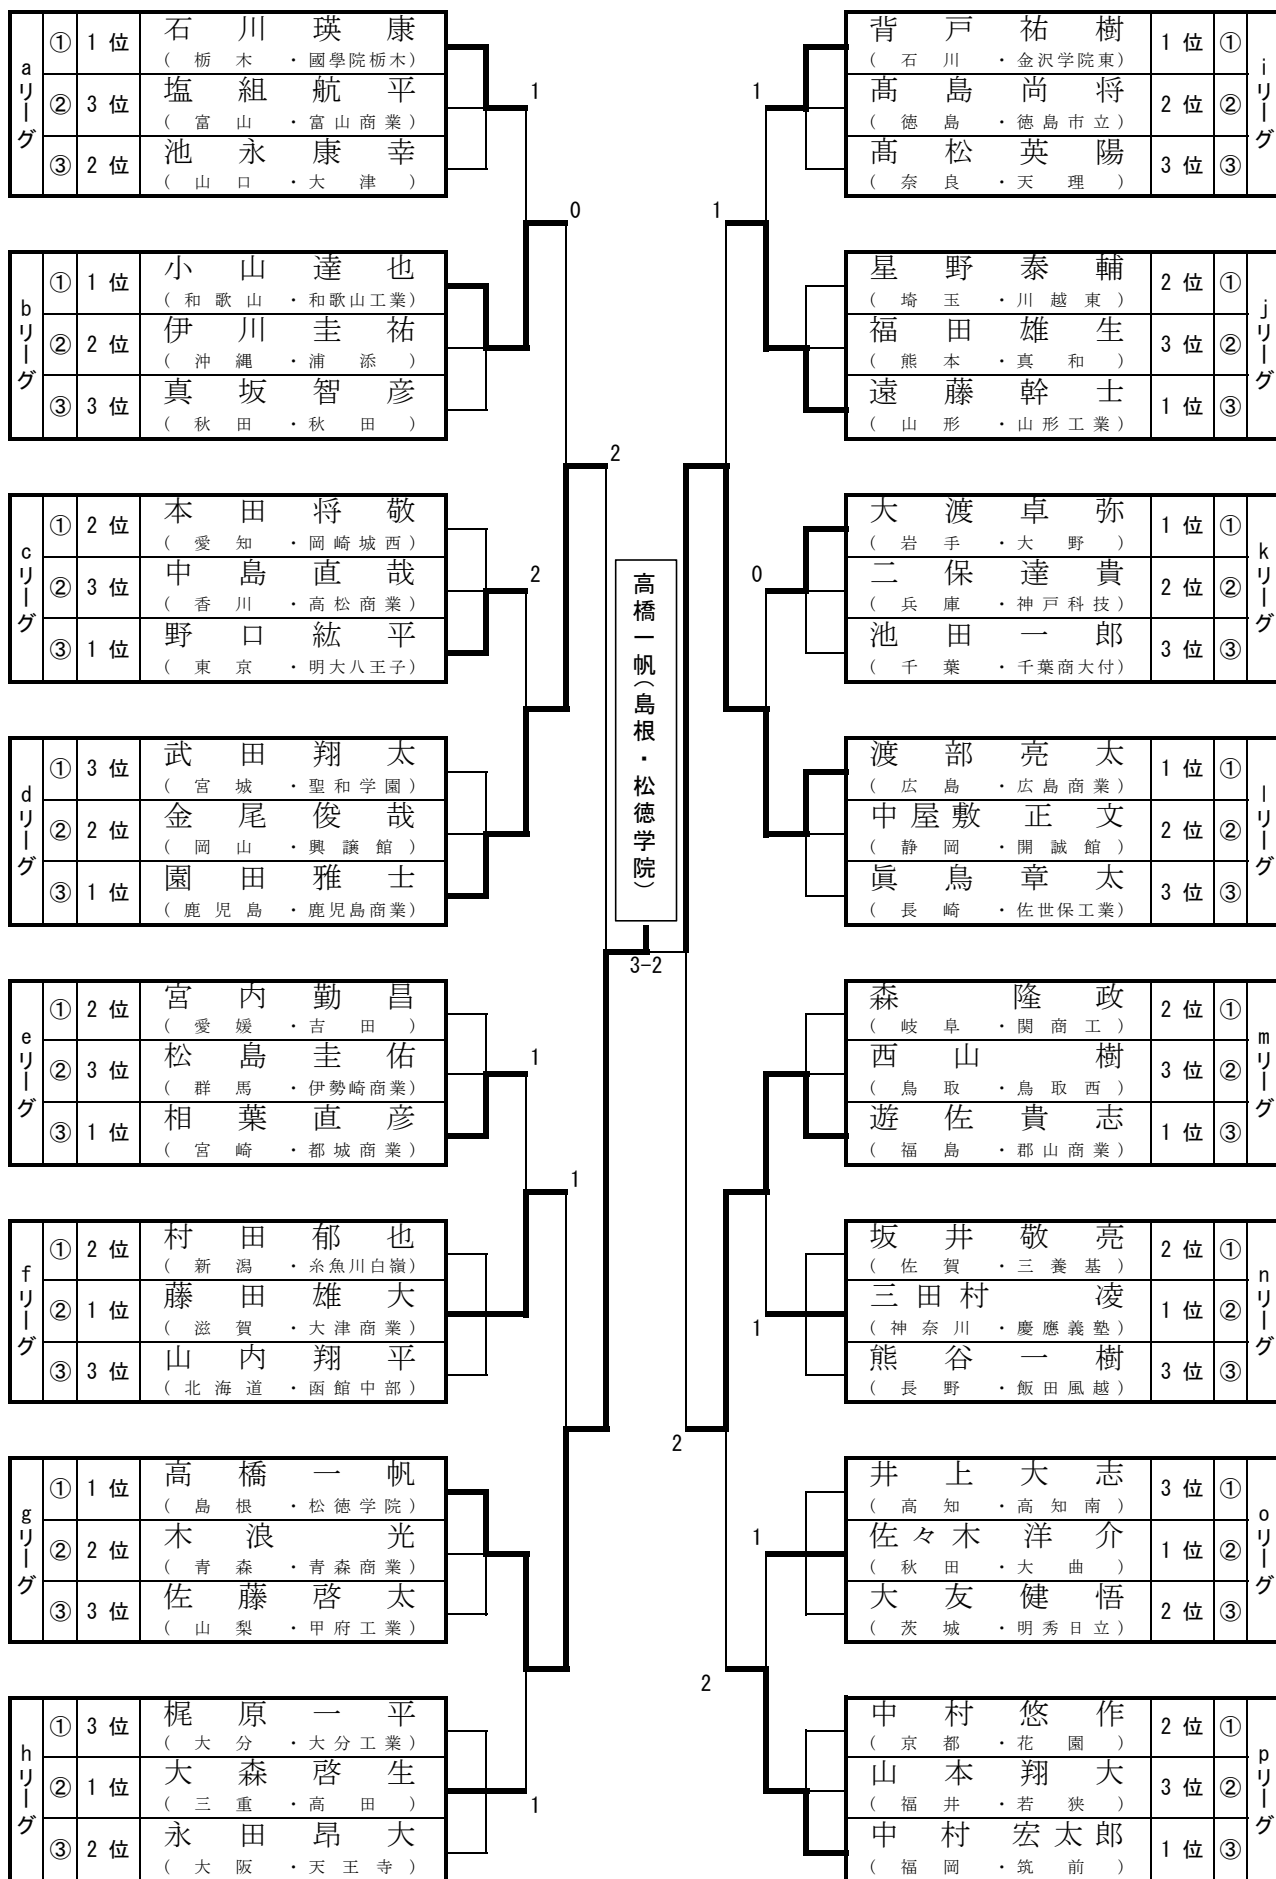 aリーグ
① 1 位 石川瑛康
(栃木・國學院栃木)
② 3 位 塩組航平
(富山・富山商業)
③ 2 位 池永康幸
(山口・大津)
1
0
bリーグ
① 1 位 小山達也
(和歌山・和歌山工業)
② 2 位 伊川圭祐
(沖縄・浦添)
③ 3 位 真坂智彦
(秋田・秋田)
2
cリーグ
① 2 位 本田将敬
(愛知・岡崎城西)
② 3 位 中島直哉
(香川・高松商業)
③ 1 位 野口紘平
(東京・明大八王子)
2
dリーグ
① 3 位 武田翔太
(宮城・聖和学園)
② 2 位 金尾俊哉
(岡山・興譲館)
③ 1 位 園田雅士
(鹿児島・鹿児島商業)
eリーグ
① 2 位 宮内勤昌
(愛媛・吉田)
② 3 位 松島圭佑
(群馬・伊勢崎商業)
③ 1 位 相葉直彦
(宮崎・都城商業)
1
1
fリーグ
① 2 位 村田郁也
(新潟・糸魚川白嶺)
② 1 位 藤田雄大
(滋賀・大津商業)
③ 3 位 山内翔平
(北海道・函館中部)
gリーグ
① 1 位 高橋一帆
(島根・松徳学院)
② 2 位 木浪光
(青森・青森商業)
③ 3 位 佐藤啓太
(山梨・甲府工業)
hリーグ
① 3 位 梶原一平
(大分・大分工業)
② 1 位 大森啓生
(三重・高田)
③ 2 位 永田昂大
(大阪・天王寺)
1
高橋一帆(島根・松徳学院)
3-2
iリーグ
背戸祐樹 1 位 ①
(石川・金沢学院東)
髙島尚将 2 位 ②
(徳島・徳島市立)
髙松英陽 3 位 ③
(奈良・天理)
1
1
jリーグ
星野泰輔 2 位 ①
(埼玉・川越東)
福田雄生 3 位 ②
(熊本・真和)
遠藤幹士 1 位 ③
(山形・山形工業)
kリーグ
大渡卓弥 1 位 ①
(岩手・大野)
二保達貴 2 位 ②
(兵庫・神戸科技)
池田一郎 3 位 ③
(千葉・千葉商大付)
0
lリーグ
渡部亮太 1 位 ①
(広島・広島商業)
中屋敷正文 2 位 ②
(静岡・開誠館)
眞鳥章太 3 位 ③
(長崎・佐世保工業)
mリーグ
森隆政 2 位 ①
(岐阜・関商工)
西山樹 3 位 ②
(鳥取・鳥取西)
遊佐貴志 1 位 ③
(福島・郡山商業)
nリーグ
坂井敬亮 2 位 ①
(佐賀・三養基)
三田村凌 1 位 ②
(神奈川・慶應義塾)
熊谷一樹 3 位 ③
(長野・飯田風越)
1
2
oリーグ
井上大志 3 位 ①
(高知・高知南)
佐々木洋介 1 位 ②
(秋田・大曲)
大友健悟 2 位 ③
(茨城・明秀日立)
1
2
pリーグ
中村悠作 2 位 ①
(京都・花園)
山本翔大 3 位 ②
(福井・若狭)
中村宏太郎 1 位 ③
(福岡・筑前)